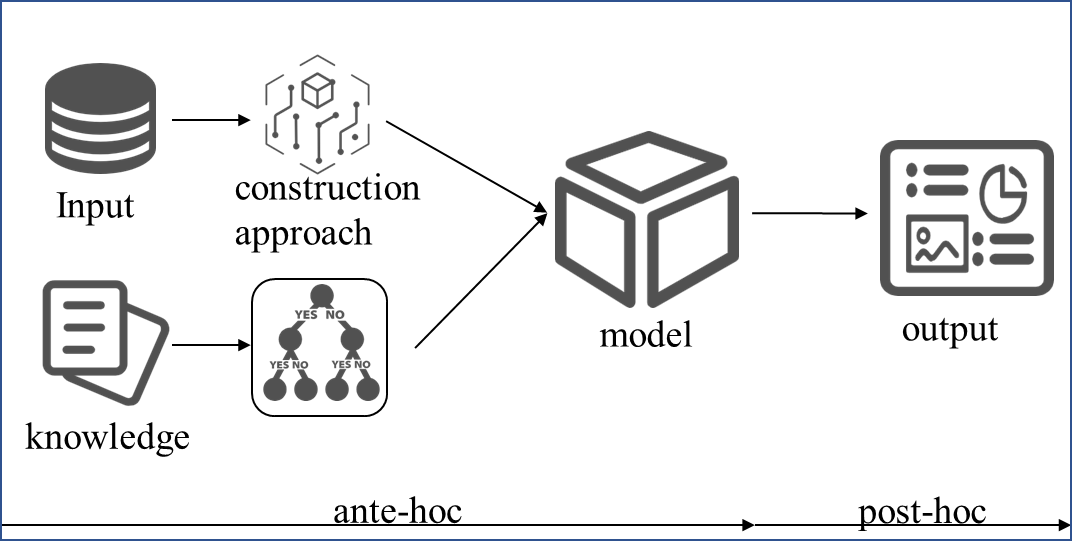 Input
construction
approach
knowledge
YES NO
YES NO YES NO
model
output
ante-hoc
post-hoc